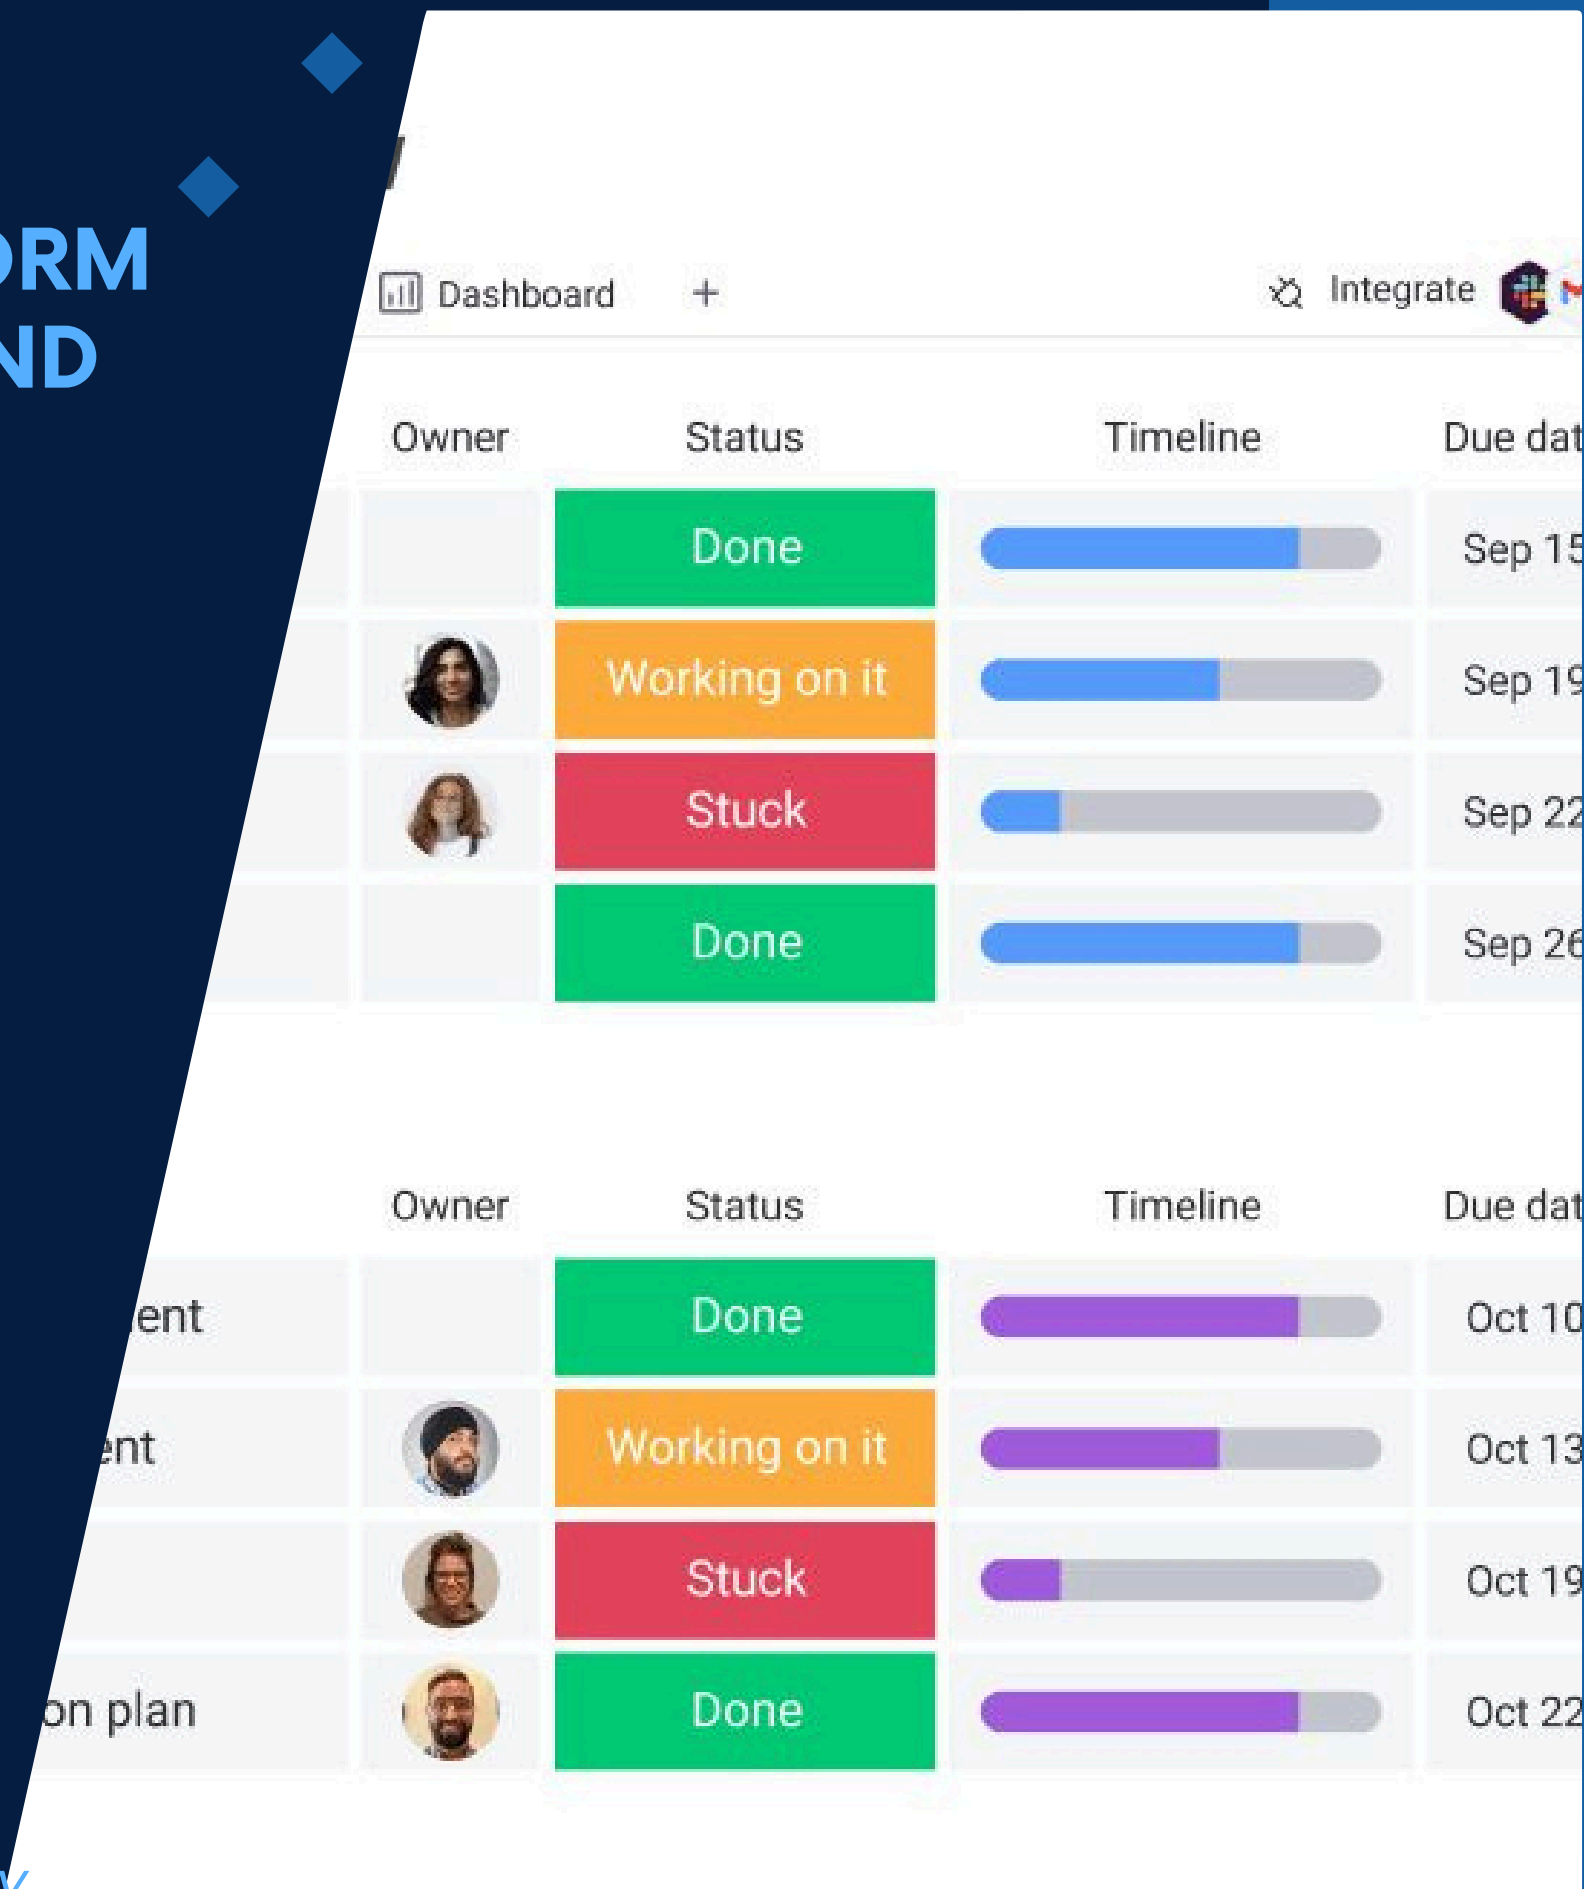 ORM
ND
Dashboard + Integrate
Owner Status Timeline Due dat
Done Sep 15
Working on it Sep 19
Stuck Sep 22
Done Sep 26
Owner Status Timeline Due dat
ent Done Oct 10
ent Working on it Oct 13
Stuck Oct 19
on plan Done Oct 22